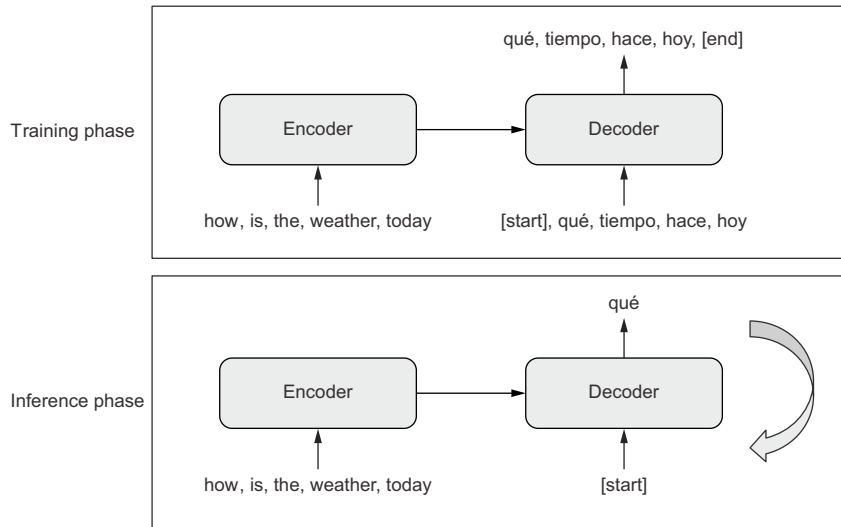 qué, tiempo, hace, hoy, [end]
Encoder
Decoder
Training phase
how, is, the, weather, today
[start], qué, tiempo, hace, hoy
qué
Encoder
Decoder
Inference phase
how, is, the, weather, today
[start]